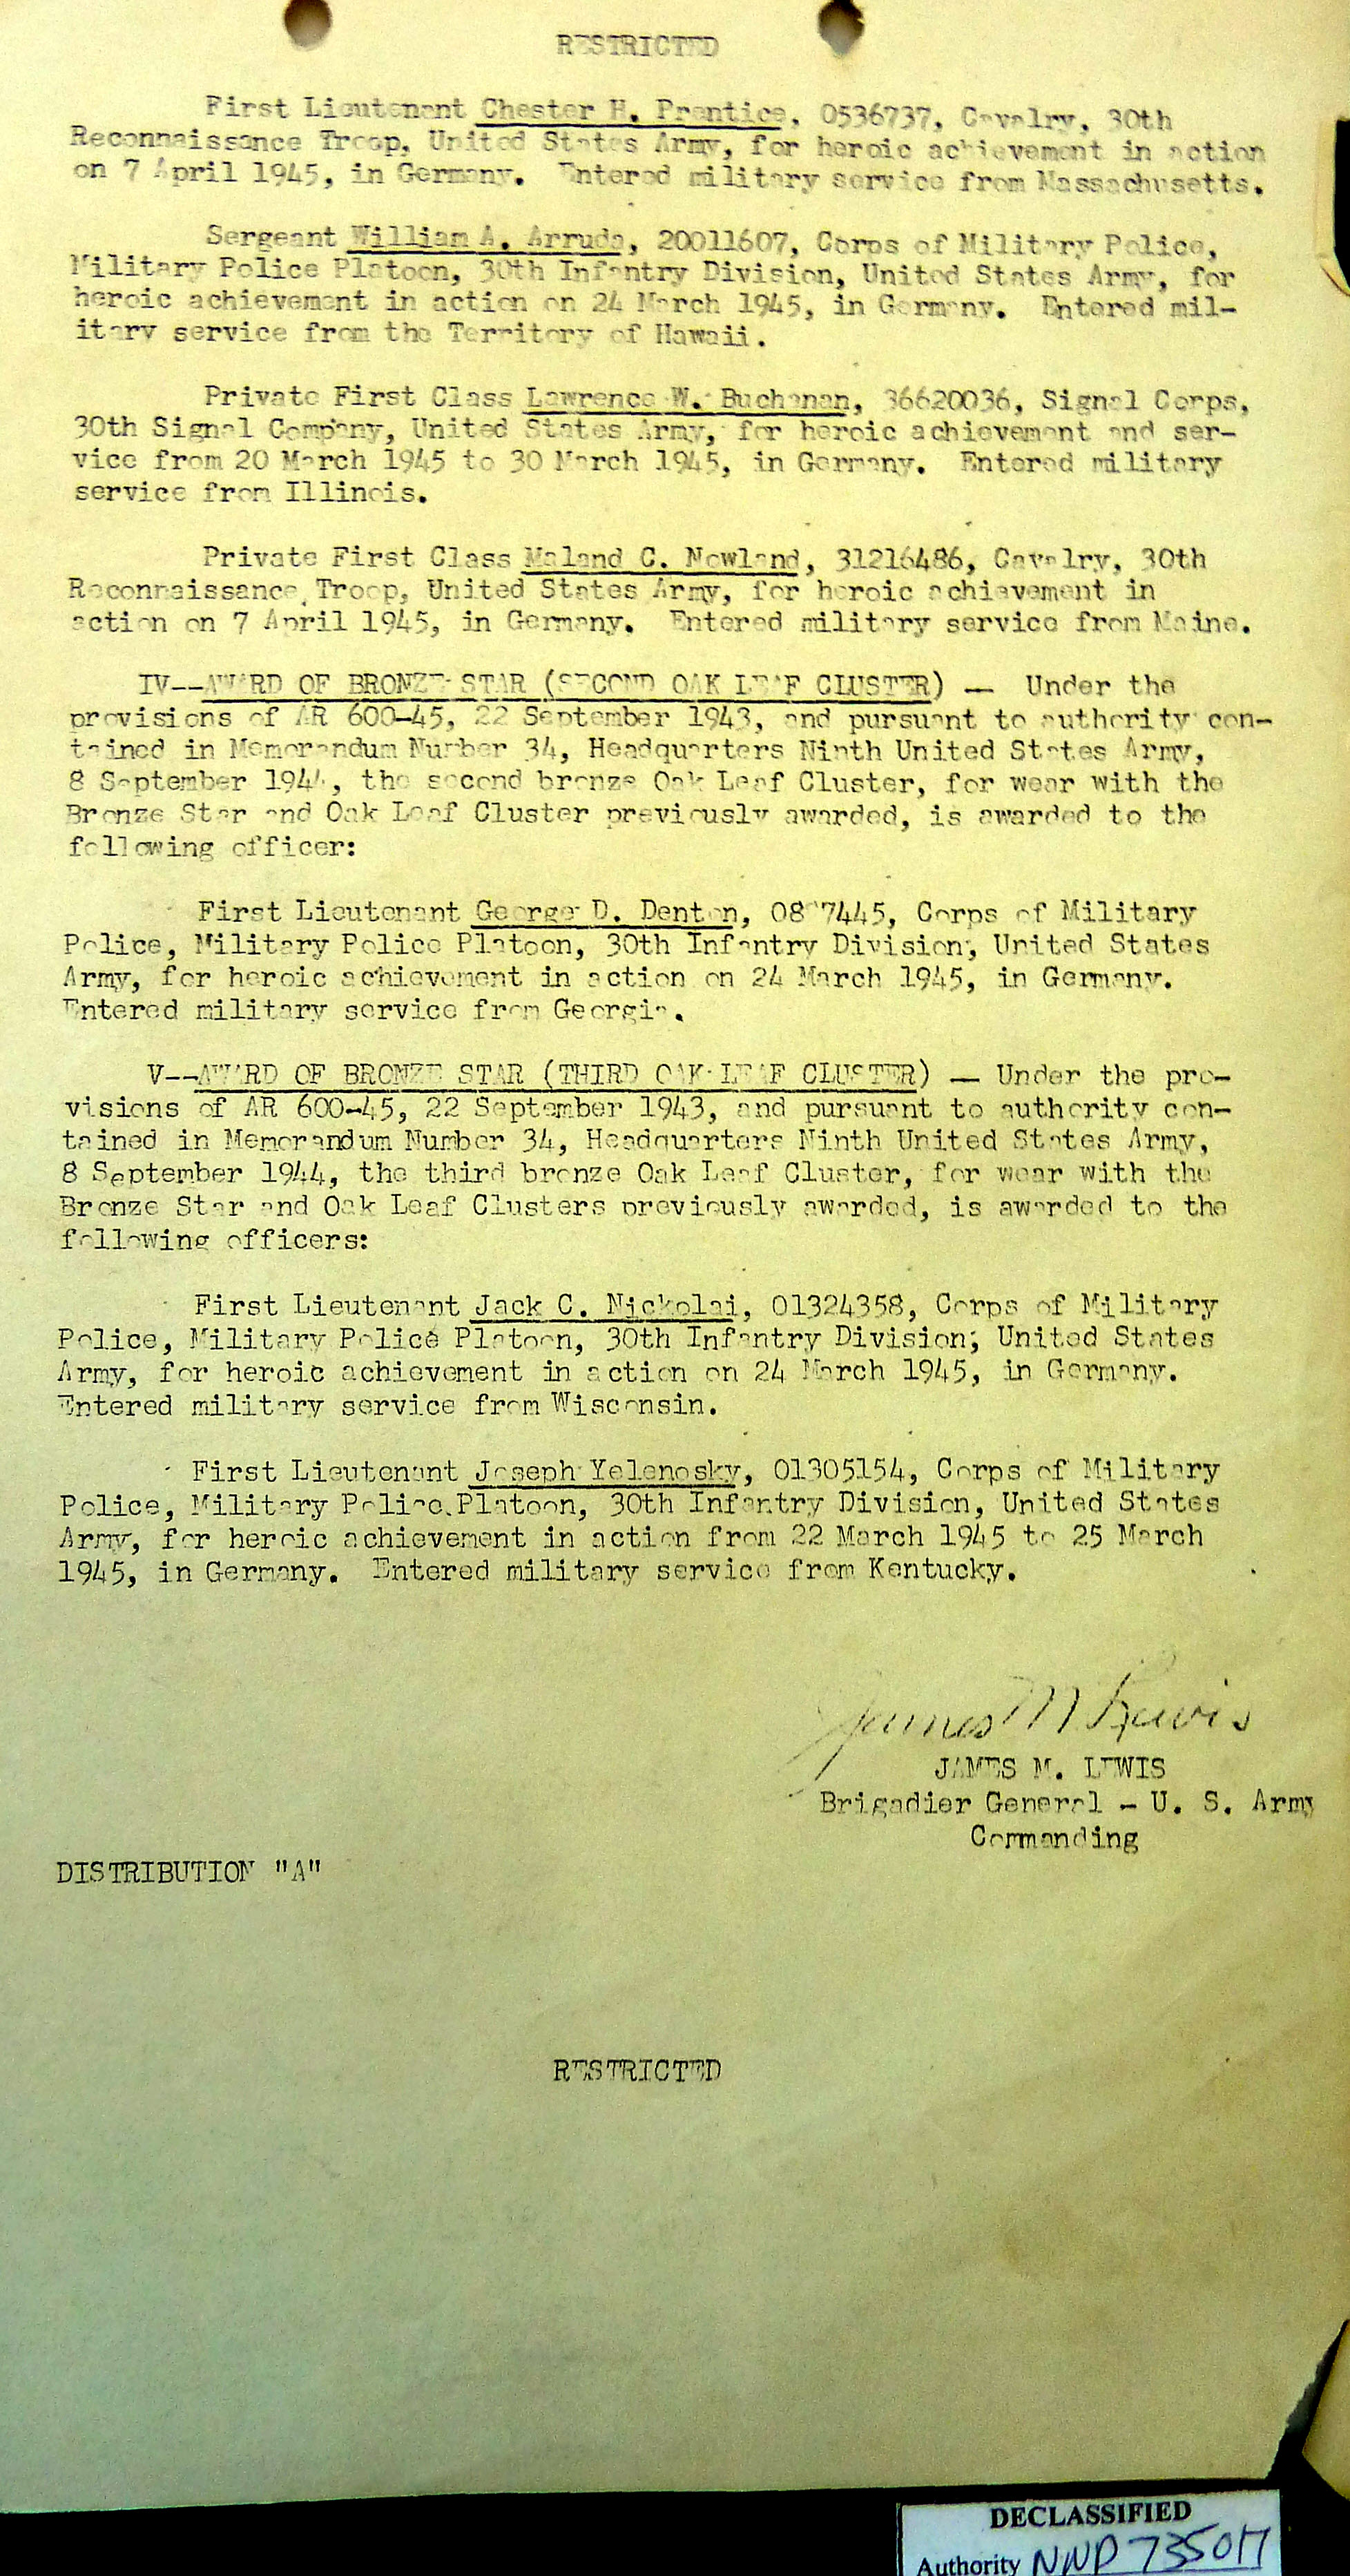 RESTRICTED
First Lieutenant Chester H. Prentice, 0536737, Cavalry, 30th
Reconnaissance Troop, United States Army, for heroic achievement in action
on 7 April 1945, in Germany. Entered military service from Massachusetts.
Sergeant William A. Arruda, 20011607, Corps of Military Police,
Military Police Platoon, 30th Infantry Division, United States Army, for
heroic achievement in action on 24 March 1945, in Germany. Entered mil-
itary service from the Territory of Hawaii.
Private First Class Lawrence W. Buchanan, 36620036, Signal Corps,
30th Signal Company, United States Army, for heroic achievement and ser-
vice from 20 March 1945 to 30 March 1945, in Germany. Entered military
service from Illinois.
Private First Class Maland C. Nowland, 31216486, Cavalry, 30th
Reconnaissance Troop, United States Army, for heroic achievement in
action on 7 April 1945, in Germany. Entered military service from Maine.
IV--AWARD OF BRONZE STAR (SECOND OAK LEAF CLUSTER) - Under the
provisions of AR 600-45, 22 September 1943, and pursuant to authority con-
tained in Memorandum Number 34, Headquarters Ninth United States Army,
8 September 1944, the second bronze Oak Leaf Cluster, for wear with the
Bronze Star and Oak Leaf Cluster previously awarded, is awarded to the
following officer:
First Lieutenant George D. Denton, Corps of Military
Police, Military Police Platoon, 30th Infantry Division, United States
Army, for heroic achievement in action on 24 March 1945, in Germany.
Entered military service from Georgia.
V--AWARD OF BRONZE STAR (THIRD OAK LEAF CLUSTER) - Under the pro-
visions of AR 600-45, 22 September 1943, and pursuant to authority con-
tained in Memorandum Number 34, Headquarters Ninth United States Army,
8 September 1944, the third bronze Oak Leaf Cluster, for wear with the
Bronze Star and Oak Leaf Clusters previously awarded, is awarded to the
following officers:
First Lieutenant Jack C. Nickolai, 01324358, Corps of Military
Police, Military Police Platoon, 30th Infantry Division; United States
Army, for heroic achievement in action on 24 March 1945, in Germany.
Entered military service from Wisconsin.
First Lieutenant Joseph Yelenosky, 01305154, Corps of Military
Police, Military Police Platoon, 30th Infantry Division, United States
Army, for heroic achievement in action from 22 March 1945 to 25 March
1945, in Germany. Entered military service from Kentucky.
James M Lewis
JAMES M. LEWIS
Brigadier General - U. S. Army
Commanding
DISTRIBUTION "A"
RESTRICTED
DECLASSIFIED
Authority NND 735017